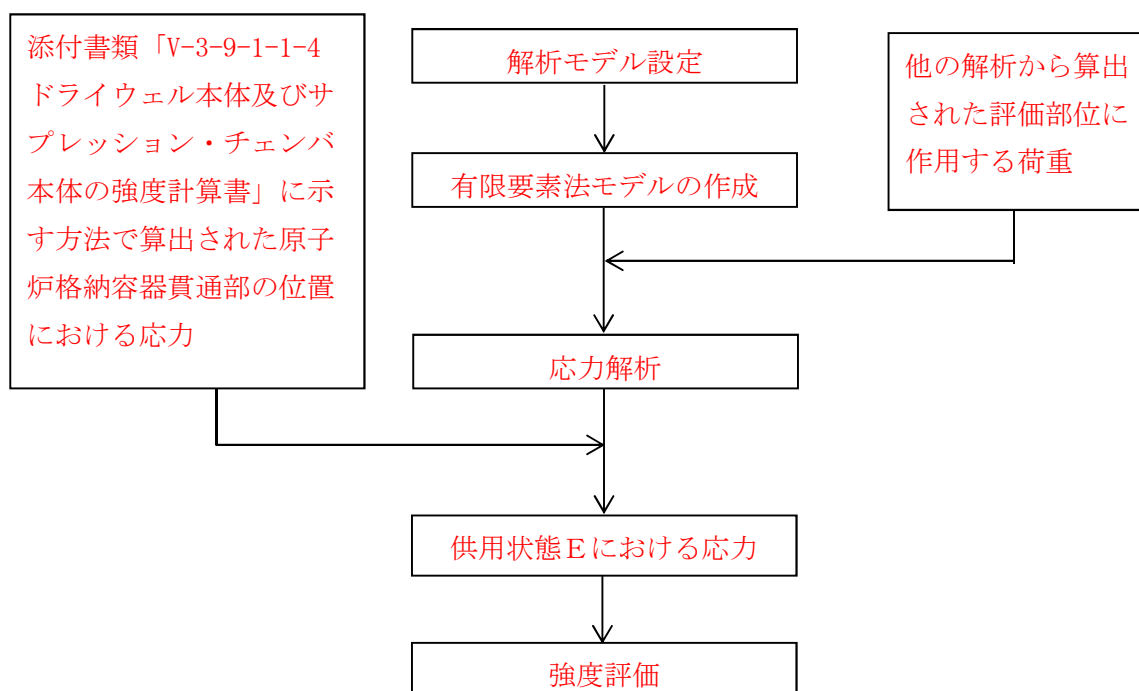 添付書類「V-3-9-1-1-4
ドライウェル本体及びサ
プレッション・チェンバ
本体の強度計算書」に示
す方法で算出された原子
炉格納容器貫通部の位置
における応力
解析モデル設定
有限要素法モデルの作成
他の解析から算出
された評価部位に
作用する荷重
応力解析
供用状態Eにおける応力
強度評価